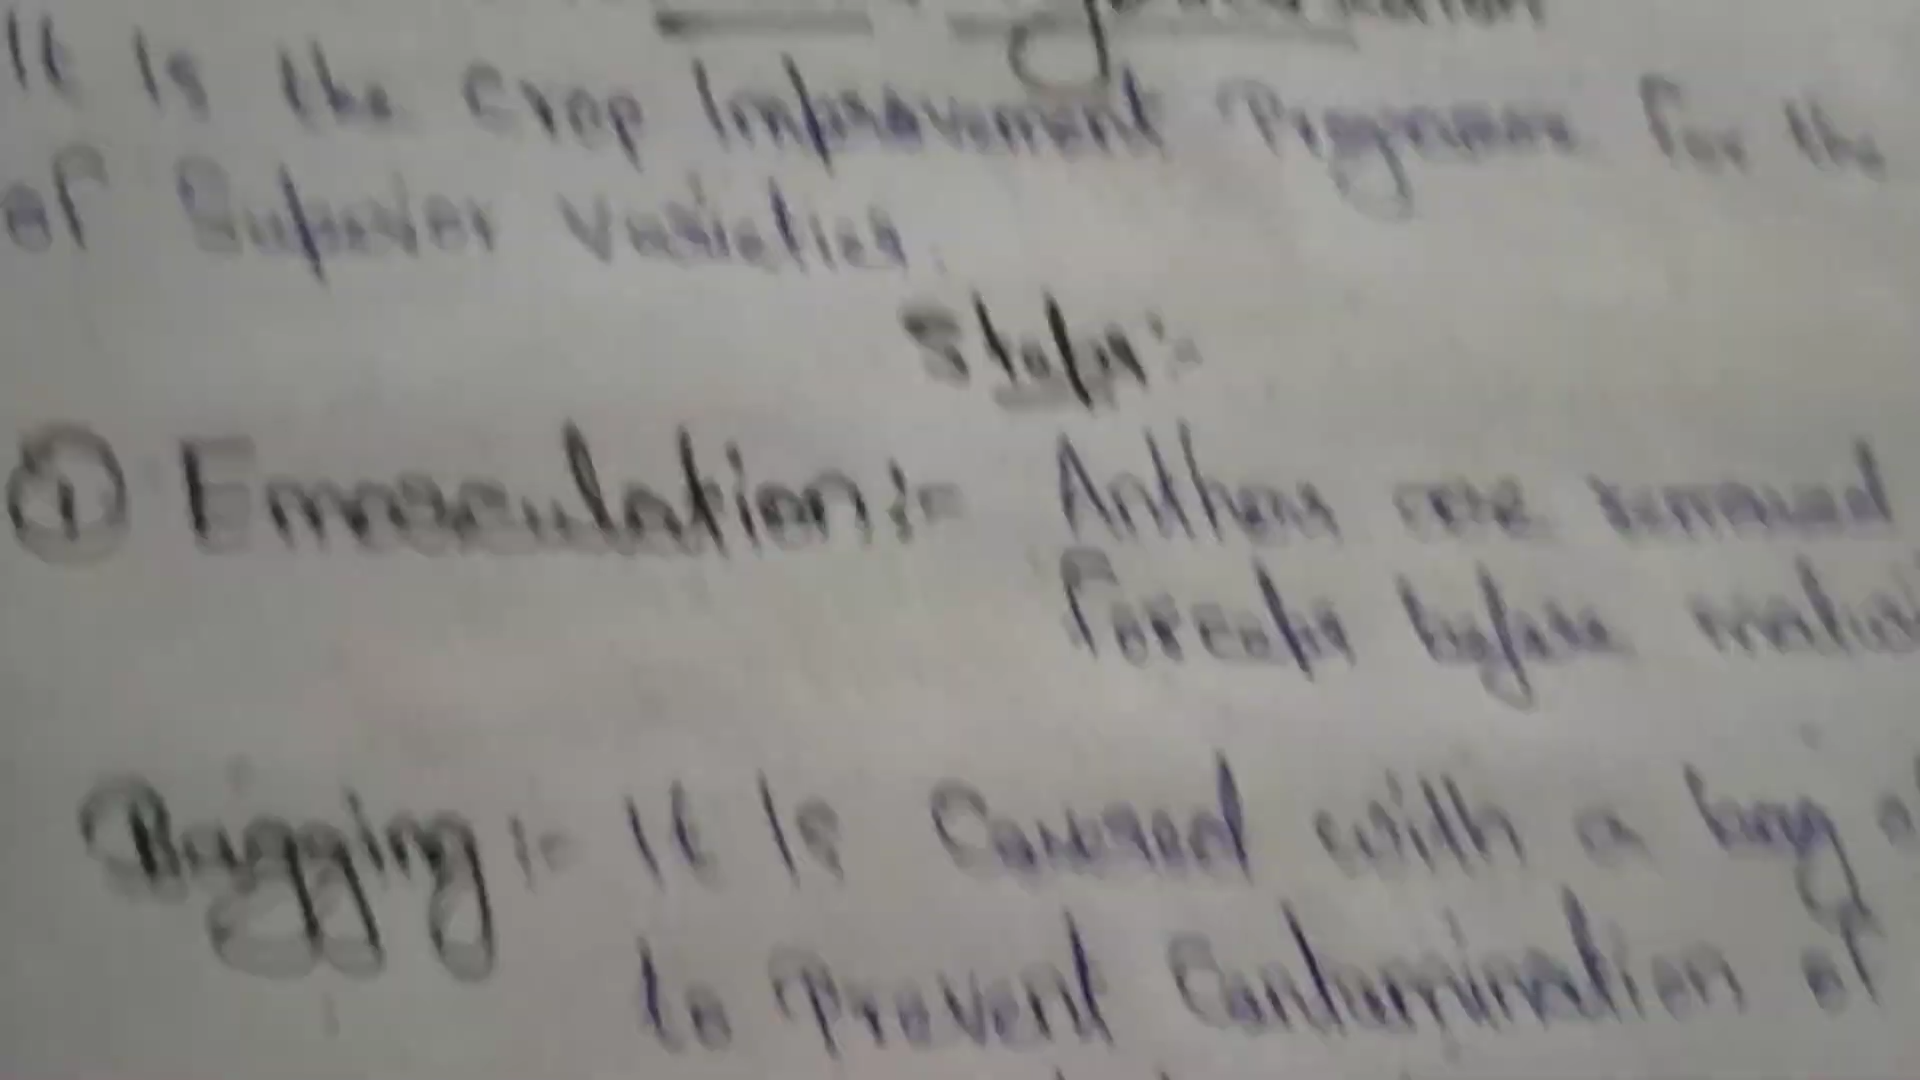 It is the Crop Improvement Programme for the
of Superior Varieties.
Steps:-
① Emasculation:- Anthers are removed
forceps before
Bagging:- It is Covered with a bag
to Prevent Contamination of